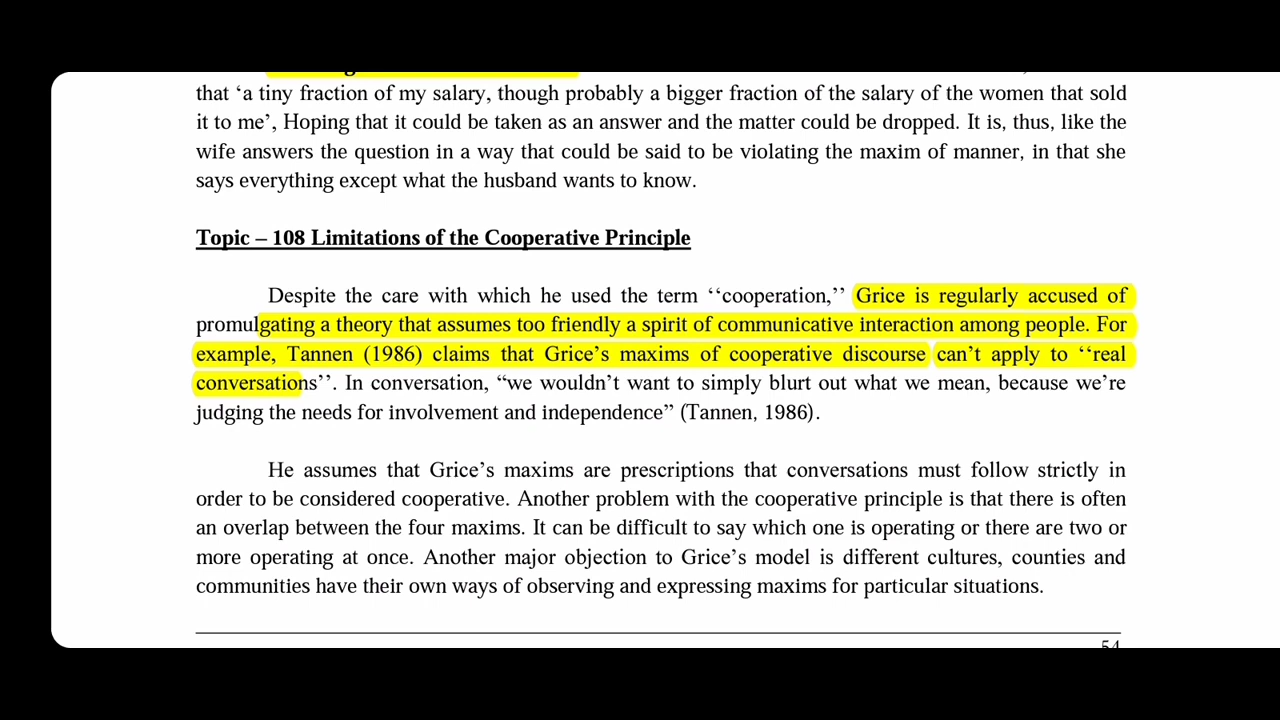 that ‘a tiny fraction of my salary, though probably a bigger fraction of the salary of the women that sold
it to me’, Hoping that it could be taken as an answer and the matter could be dropped. It is, thus, like the
wife answers the question in a way that could be said to be violating the maxim of manner, in that she
says everything except what the husband wants to know.
Topic – 108 Limitations of the Cooperative Principle
Despite the care with which he used the term ‘‘cooperation,’’ Grice is regularly accused of
promulgating a theory that assumes too friendly a spirit of communicative interaction among people. For
example, Tannen (1986) claims that Grice’s maxims of cooperative discourse can’t apply to ‘‘real
conversations’’. In conversation, “we wouldn’t want to simply blurt out what we mean, because we’re
judging the needs for involvement and independence” (Tannen, 1986).
He assumes that Grice’s maxims are prescriptions that conversations must follow strictly in
order to be considered cooperative. Another problem with the cooperative principle is that there is often
an overlap between the four maxims. It can be difficult to say which one is operating or there are two or
more operating at once. Another major objection to Grice’s model is different cultures, counties and
communities have their own ways of observing and expressing maxims for particular situations.
54